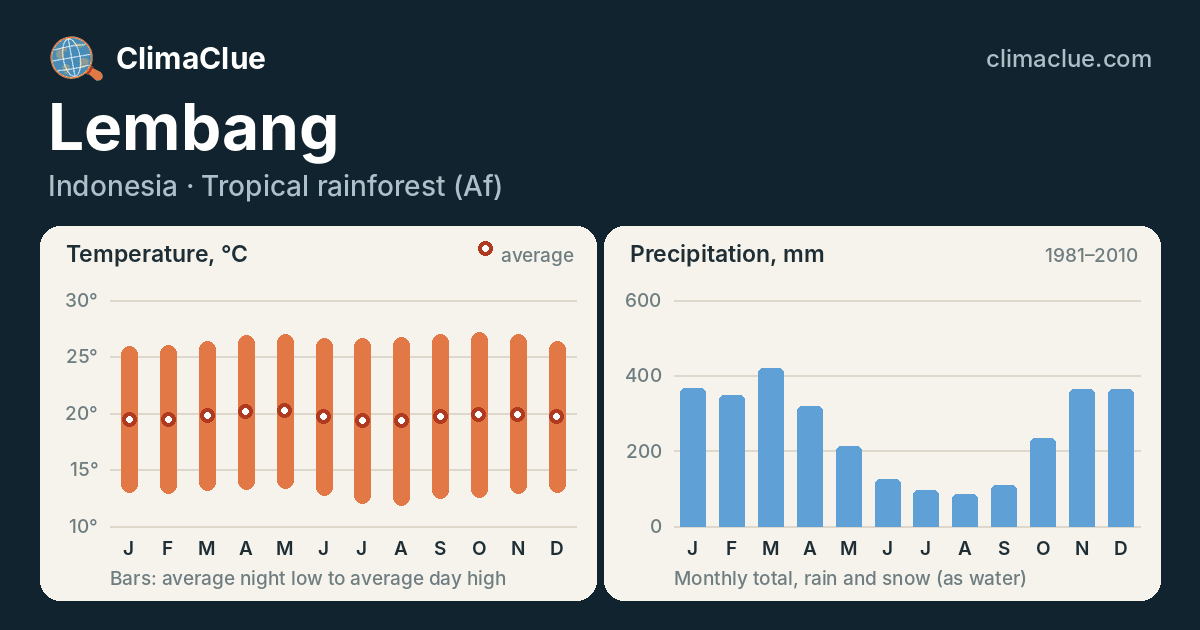 ClimaClue
climaclue.com
Lembang
Indonesia · Tropical rainforest (Af)
Temperature, °C
average
30°
25°
20°
15°
10°
J F M A M J J A S O N D
Bars: average night low to average day high
Precipitation, mm
1981–2010
600
400
200
0
J F M A M J J A S O N D
Monthly total, rain and snow (as water)